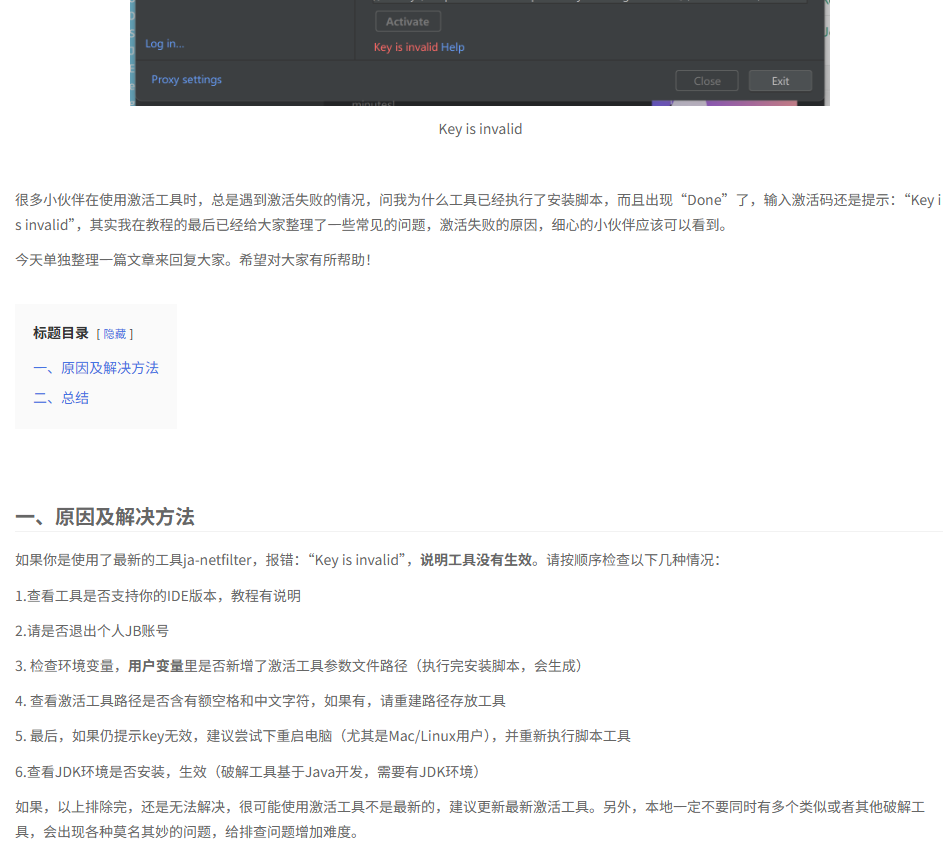 Activate
Log in...
Key is invalid Help
Proxy settings
Close
Exit
minutes!
Key is invalid
很多小伙伴在使用激活工具时，总是遇到激活失败的情况，问我为什么工具已经执行了安装脚本，而且出现“Done”了，输入激活码还是提示：“Key i
s invalid”，其实我在教程的最后已经给大家整理了一些常见的问题，激活失败的原因，细心的小伙伴应该可以看到。
今天单独整理一篇文章来回复大家。希望对大家有所帮助！
标题目录 [ 隐藏 ]
一、原因及解决方法
二、总结
一、原因及解决方法
如果你是使用了最新的工具ja-netfilter，报错：“Key is invalid”，说明工具没有生效。请按顺序检查以下几种情况：
1.查看工具是否支持你的IDE版本，教程有说明
2.请是否退出个人JB账号
3. 检查环境变量，用户变量里是否新增了激活工具参数文件路径（执行完安装脚本，会生成）
4. 查看激活工具路径是否含有额空格和中文字符，如果有，请重建路径存放工具
5. 最后，如果仍提示key无效，建议尝试下重启电脑（尤其是Mac/Linux用户），并重新执行脚本工具
6.查看JDK环境是否安装，生效（破解工具基于Java开发，需要有JDK环境）
如果，以上排除完，还是无法解决，很可能使用激活工具不是最新的，建议更新最新激活工具。另外，本地一定不要同时有多个类似或者其他破解工
具，会出现各种莫名其妙的问题，给排查问题增加难度。